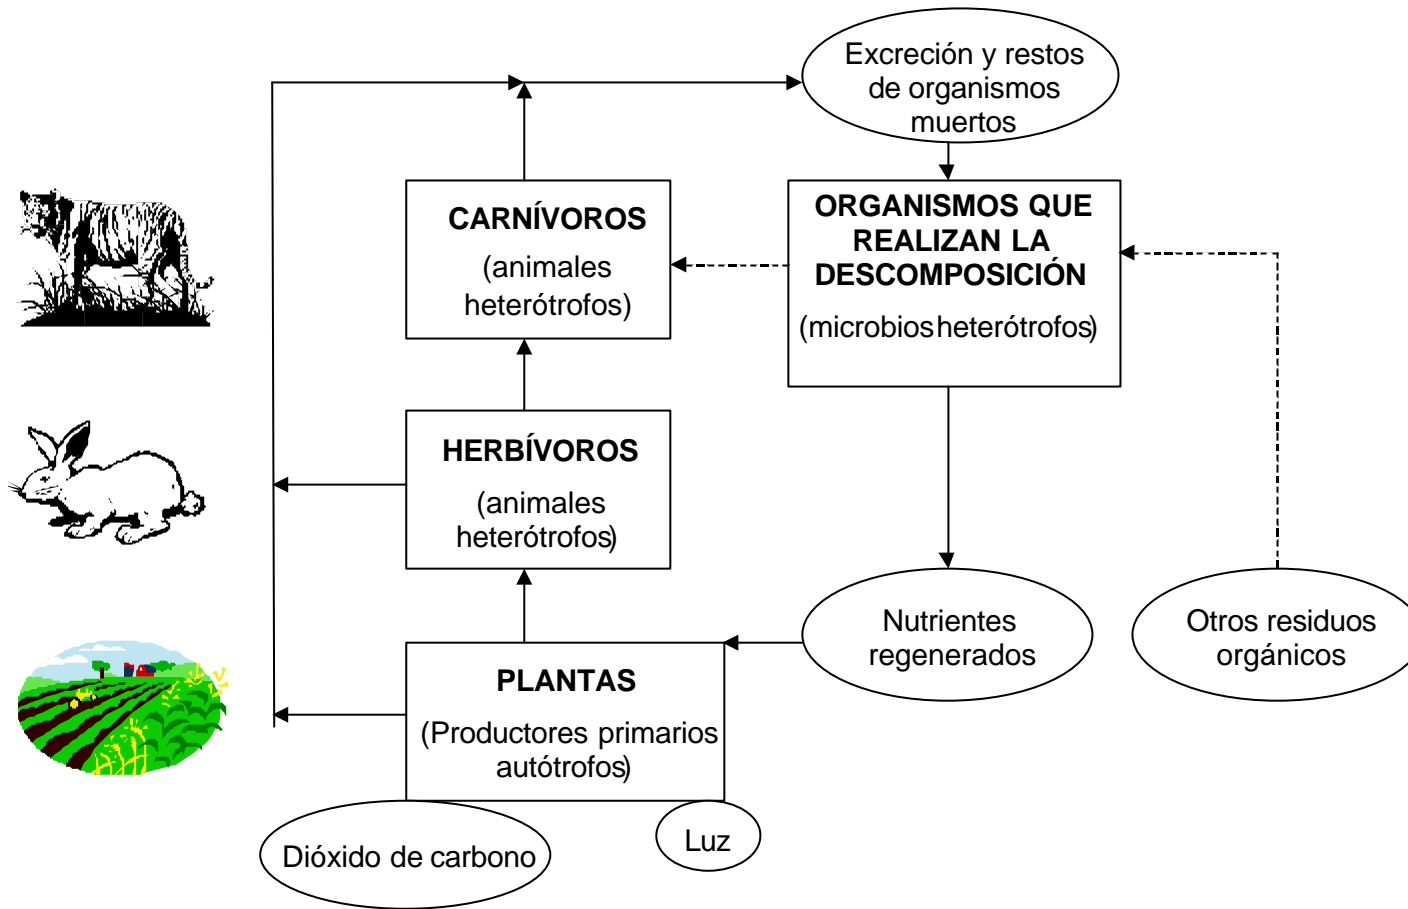 Excreción y restos
de organismos
muertos
CARNÍVOROS
(animales
heterótrofos)
ORGANISMOS QUE
REALIZAN LA
DESCOMPOSICIÓN
(microbios heterótrofos)
HERBÍVOROS
(animales
heterótrofos)
Nutrientes
regenerados
Otros residuos
orgánicos
PLANTAS
(Productores primarios
autótrofos)
Dióxido de carbono
Luz